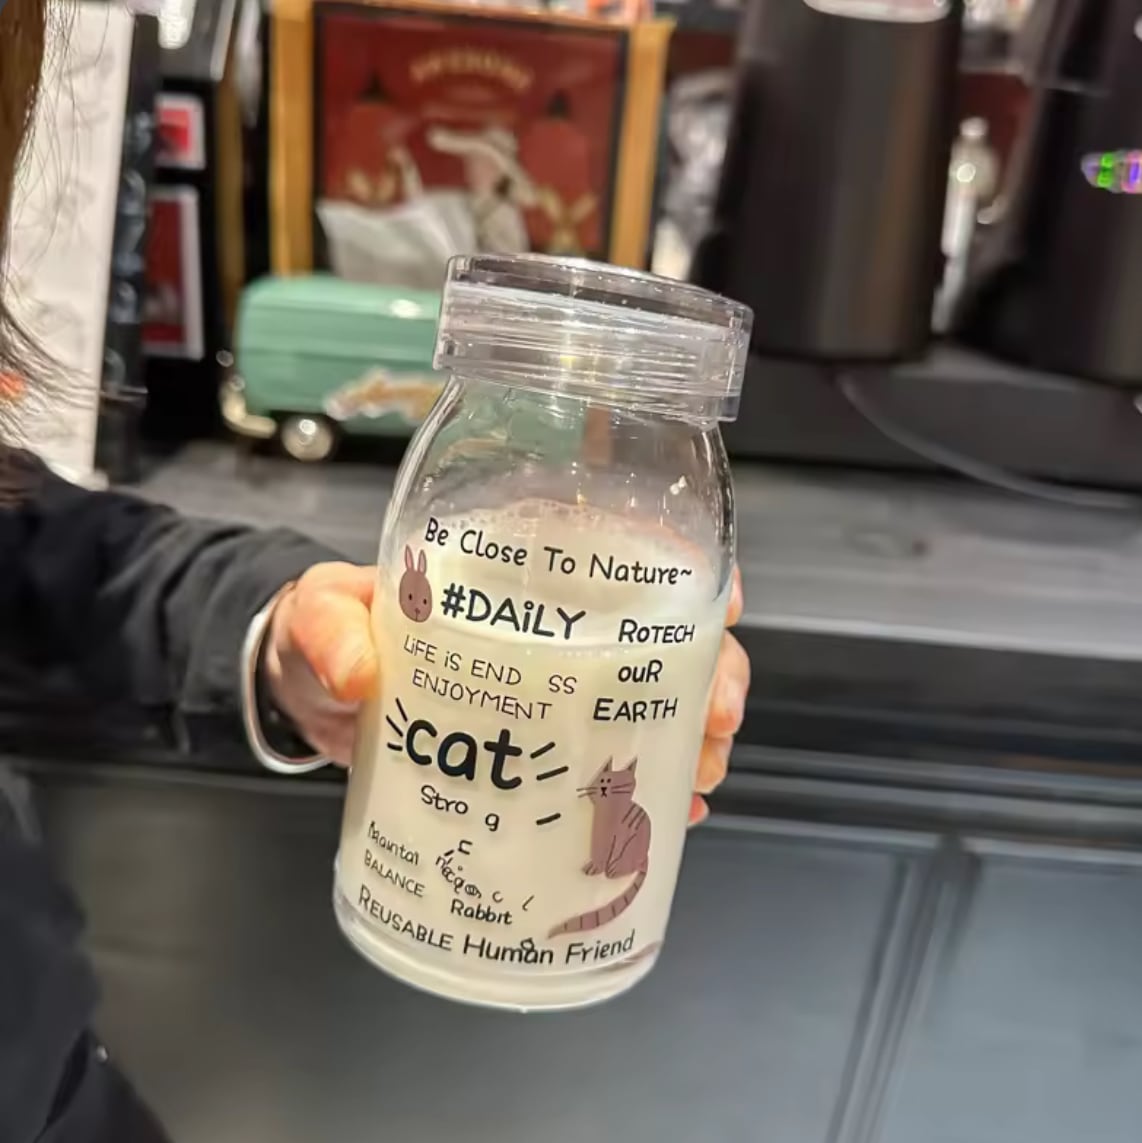 Be Close To Nature~
#DAiLY
RoTECH
ouR
EARTH
LiFE iS END SS
ENJOYMENT
cat
Stro g
BALANCE
Rabbit
REUSABLE Human Friend